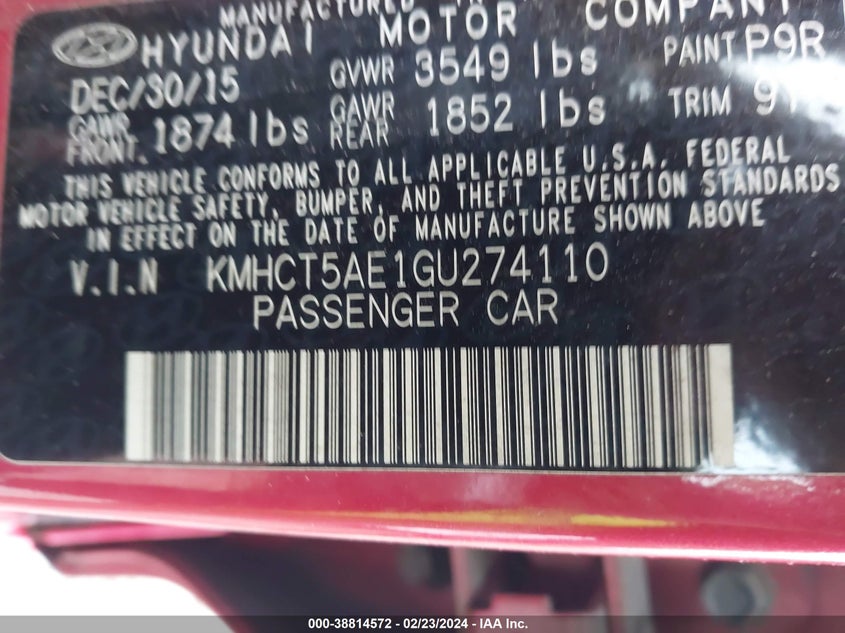 MANUFACTURED
HYUNDAI MOTOR COMPANY
DEC/30/15 GVWR 3549 lbs PAINT P9R
GAWR FRONT. 1874 lbs GAWR REAR 1852 lbs TRIM
THIS VEHICLE CONFORMS TO ALL APPLICABLE U.S.A. FEDERAL
MOTOR VEHICLE SAFETY, BUMPER, AND THEFT PREVENTION STANDARDS
IN EFFECT ON THE DATE OF MANUFACTURE SHOWN ABOVE
V.I.N KMHCT5AE1GU274110
PASSENGER CAR
000-38814572 - 02/23/2024 - IAA Inc.